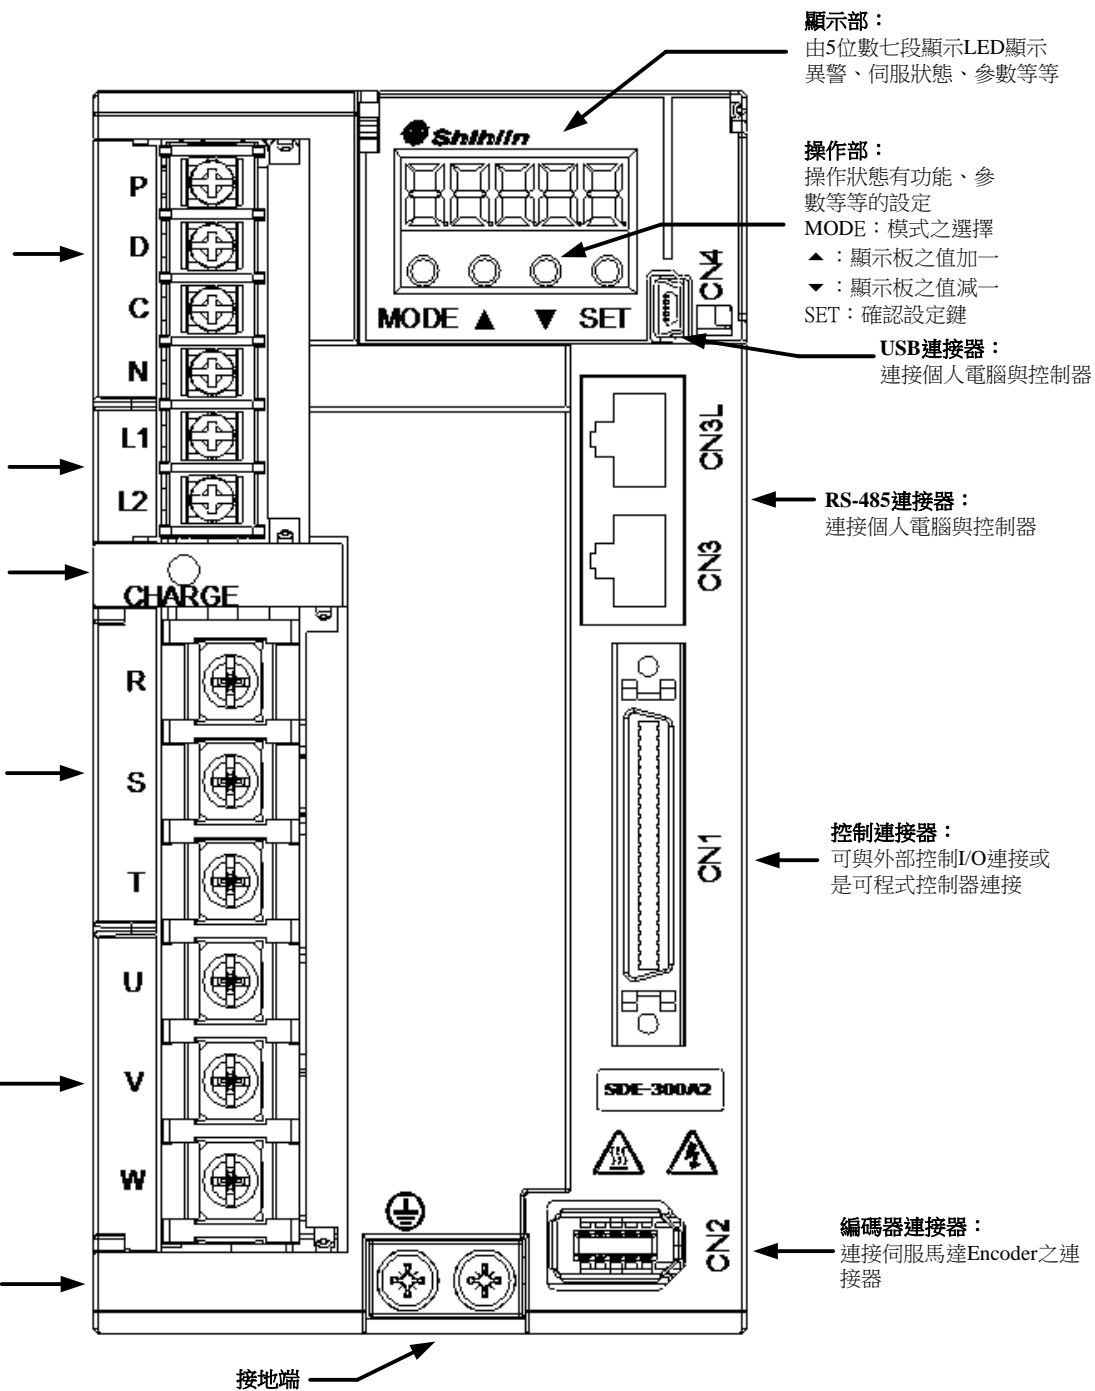 顯示部：
由5位數七段顯示LED顯示
異警、伺服狀態、參數等等
Shihlin
操作部：
操作狀態有功能、參
數等等的設定
MODE：模式之選擇
▲：顯示板之值加一
▼：顯示板之值減一
SET：確認設定鍵
P
D
C
N
L1
L2
MODE ▲ ▼ SET
CN4
USB連接器：
連接個人電腦與控制器
CN3L
RS-485連接器：
連接個人電腦與控制器
CN3
CHARGE
R
S
T
U
V
W
控制連接器：
可與外部控制I/O連接或
是可程式控制器連接
CN1
SDE-300A2
編碼器連接器：
連接伺服馬達Encoder之連
接器
CN2
接地端